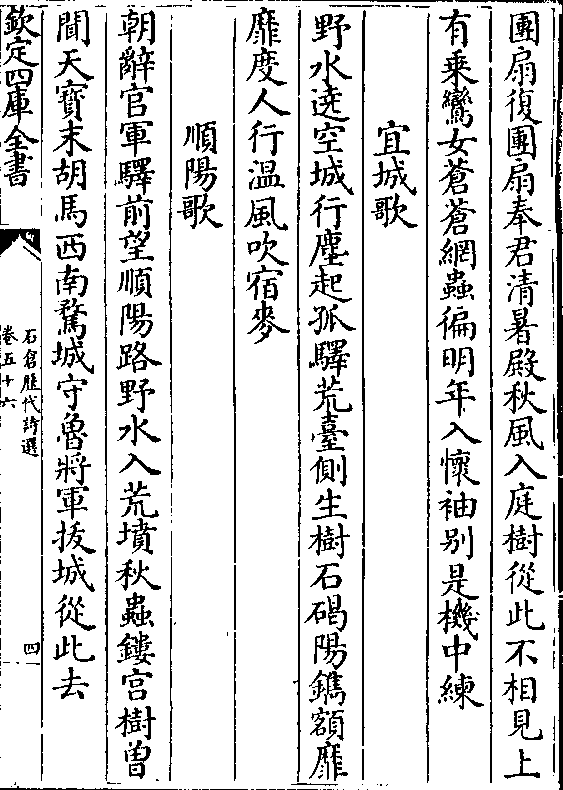 團扇復團扇奉君清暑殿秋風入庭樹從此不相見上
有乗鸞女蒼蒼網蟲徧明年入懷袖别是機中練
宜城歌
野水遶空城行塵起孤驛荒臺側生樹石碣陽鐫額靡
靡度人行温風吹宿麥
順陽歌
朝辭官軍驛前望順陽路野水入荒墳秋蟲鏤宫樹曽
聞天寳末胡馬西南騖城守魯將軍拔城從此去
欽定四庫全書
石倉歴代詩選
卷五十六
四